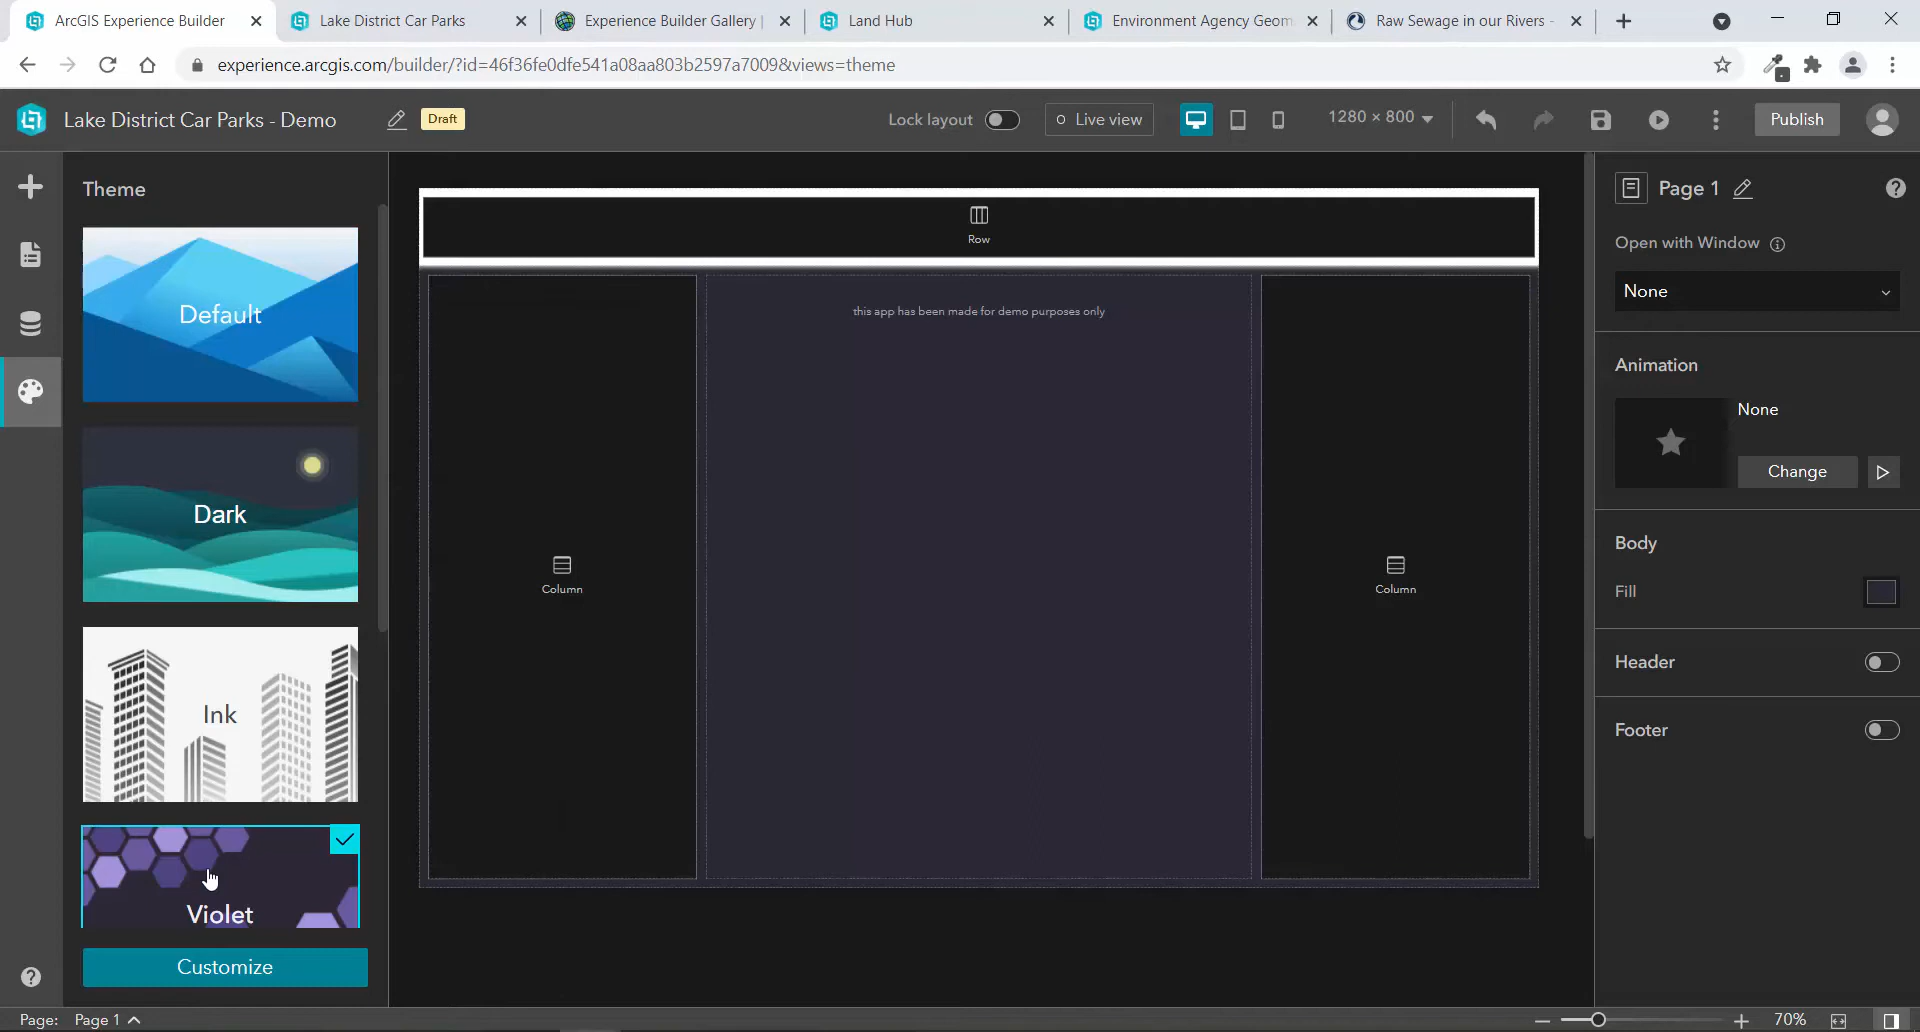 ArcGIS Experience Builder
Lake District Car Parks
Experience Builder Gallery |
Land Hub
Environment Agency Geom
Raw Sewage in our Rivers -
experience.arcgis.com/builder/?id=46f36fe0dfe541a08aa803b2597a7009&views=theme
Lake District Car Parks - Demo
Draft
Lock layout
Live view
1280 × 800
Publish
Theme
Default
Dark
Ink
Violet
Customize
Row
this app has been made for demo purposes only
Column
Column
Page 1
Open with Window
None
Animation
None
Change
Body
Fill
Header
Footer
Page: Page 1
70%